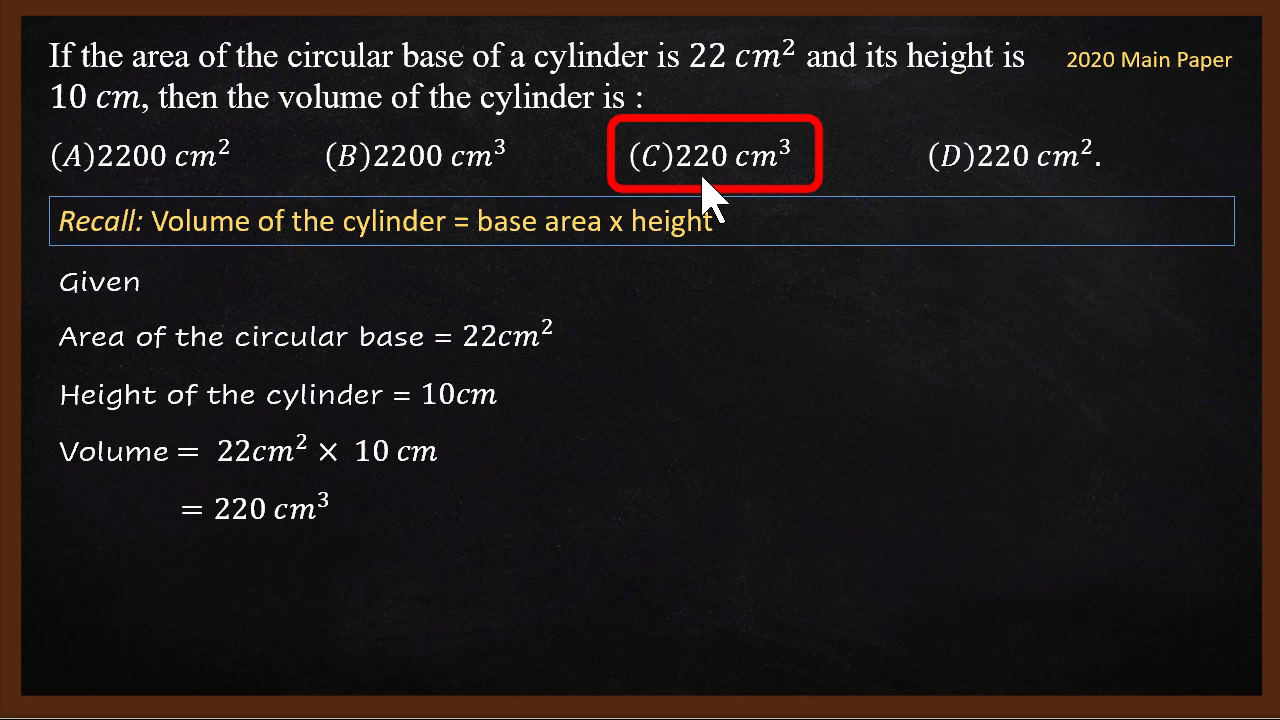 If the area of the circular base of a cylinder is 22 cm² and its height is
2020 Main Paper
10 cm, then the volume of the cylinder is :
(A)2200 cm² (B)2200 cm³ (C)220 cm³ (D)220 cm².
Recall: Volume of the cylinder = base area x height
Given
Area of the circular base = 22cm²
Height of the cylinder = 10cm
Volume = 22cm² × 10 cm
= 220 cm³